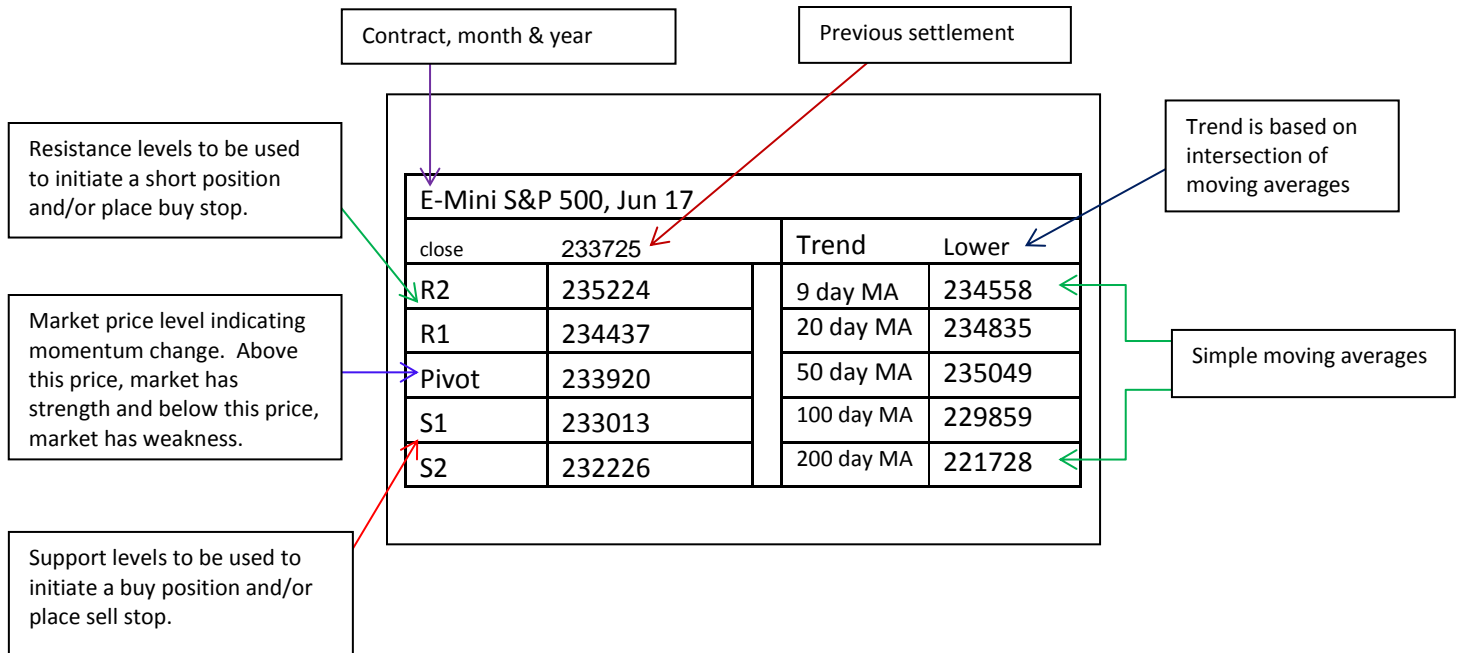 Contract, month & year
Previous settlement
Resistance levels to be used
to initiate a short position
and/or place buy stop.
Trend is based on
intersection of
moving averages
E-Mini S&P 500, Jun 17
close 233725 Trend Lower
R2 235224 9 day MA 234558
R1 234437 20 day MA 234835
Pivot 233920 50 day MA 235049
S1 233013 100 day MA 229859
S2 232226 200 day MA 221728
Market price level indicating
momentum change. Above
this price, market has
strength and below this price,
market has weakness.
Simple moving averages
Support levels to be used to
initiate a buy position and/or
place sell stop.